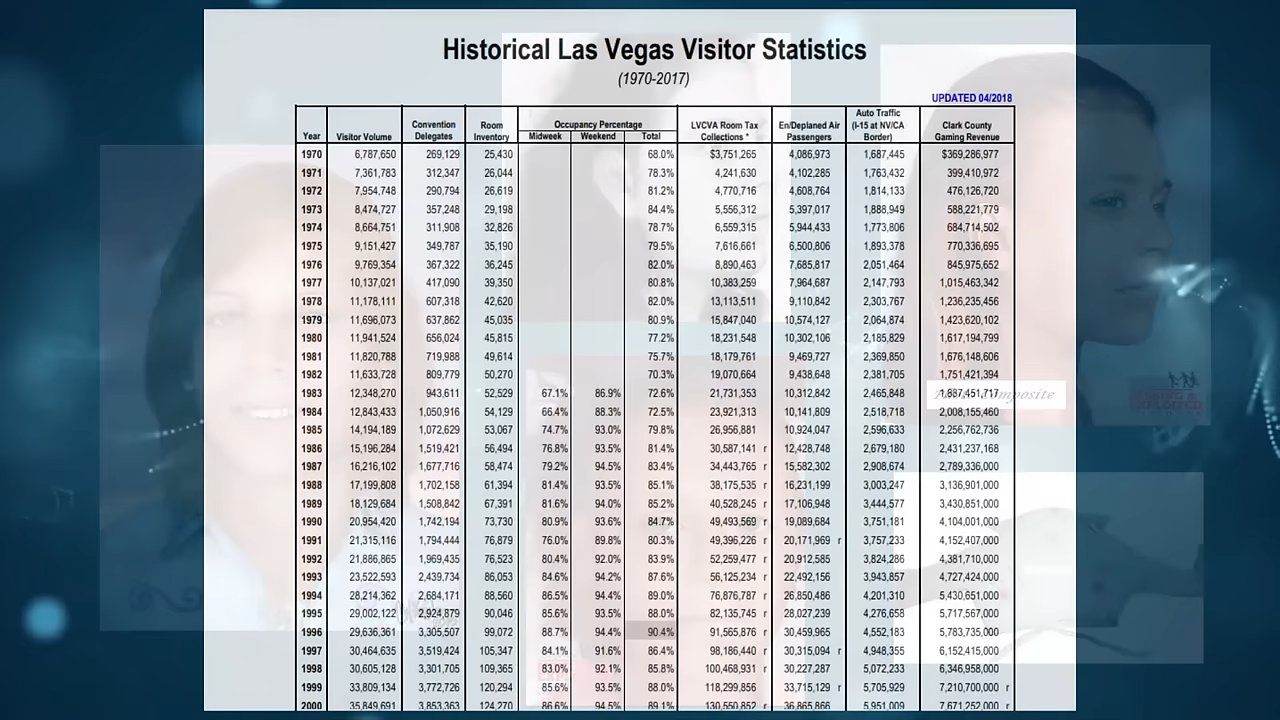 Historical Las Vegas Visitor Statistics
(1970-2017)
UPDATED 04/2018
Year Visitor Volume Convention Delegates Room Inventory Occupancy Percentage Midweek Weekend Total LVCVA Room Tax Collections * En/Deplaned Air Passengers Auto Traffic (I-15 at NV/CA Border) Clark County Gaming Revenue
1970 6,787,650 269,129 25,430 68.0% $3,751,265 4,086,973 1,687,445 $369,286,977
1971 7,361,783 312,347 26,044 78.3% 4,241,630 4,102,285 1,763,432 399,410,972
1972 7,954,748 290,794 26,619 81.2% 4,770,716 4,608,764 1,814,133 476,126,720
1973 8,474,727 357,248 29,198 84.4% 5,556,312 5,397,017 1,888,949 588,221,779
1974 8,664,751 311,908 32,826 78.7% 6,559,315 5,944,433 1,773,806 684,714,502
1975 9,151,427 349,787 35,190 79.5% 7,616,661 6,500,806 1,893,378 770,336,695
1976 9,769,354 367,322 36,245 82.0% 8,890,463 7,685,817 2,051,464 845,975,652
1977 10,137,021 417,090 39,350 80.8% 10,383,259 7,964,687 2,147,793 1,015,463,342
1978 11,178,111 607,318 42,620 82.0% 13,113,511 9,110,842 2,303,767 1,236,235,456
1979 11,696,073 637,862 45,035 80.9% 15,847,040 10,574,127 2,064,874 1,423,620,102
1980 11,941,524 656,024 45,815 77.2% 18,231,548 10,302,106 2,185,829 1,617,194,799
1981 11,820,788 719,988 49,614 75.7% 18,179,761 9,469,727 2,369,850 1,676,148,606
1982 11,633,728 809,779 50,270 70.3% 19,070,664 9,438,648 2,381,705 1,751,421,394
1983 12,348,270 943,611 52,529 67.1% 86.9% 72.6% 21,731,353 10,312,842 2,465,848 1,887,451,717
1984 12,843,433 1,050,916 54,129 66.4% 88.3% 72.5% 23,921,313 10,141,809 2,518,718 2,008,155,460
1985 14,194,189 1,072,629 53,067 74.7% 93.0% 79.8% 26,956,881 10,924,047 2,596,633 2,256,762,736
1986 15,196,284 1,519,421 56,494 76.8% 93.5% 81.4% 30,587,141 r 12,428,748 2,679,180 2,431,237,168
1987 16,216,102 1,677,716 58,474 79.2% 94.5% 83.4% 34,443,765 r 15,582,302 2,908,674 2,789,336,000
1988 17,199,808 1,702,158 61,394 81.4% 93.5% 85.1% 38,175,535 r 16,231,199 3,003,247 3,136,901,000
1989 18,129,684 1,508,842 67,391 81.6% 94.0% 85.2% 40,528,245 r 17,106,948 3,444,577 3,430,851,000
1990 20,954,420 1,742,194 73,730 80.9% 93.6% 84.7% 49,493,569 r 19,089,684 3,751,181 4,104,001,000
1991 21,315,116 1,794,444 76,879 76.0% 89.8% 80.3% 49,396,226 r 20,171,969 r 3,757,233 4,152,407,000
1992 21,886,865 1,969,435 76,523 80.4% 92.0% 83.9% 52,259,477 r 20,912,585 3,824,286 4,381,710,000
1993 23,522,593 2,439,734 86,053 84.6% 94.2% 87.6% 56,125,234 r 22,492,156 3,943,857 4,727,424,000
1994 28,214,362 2,684,171 88,560 86.5% 94.4% 89.0% 76,876,787 r 26,850,486 4,201,310 5,430,651,000
1995 29,002,122 2,924,879 90,046 85.6% 93.5% 88.0% 82,135,745 r 28,027,239 4,276,658 5,717,567,000
1996 29,636,361 3,305,507 99,072 88.7% 94.4% 90.4% 91,565,876 r 30,459,965 4,552,183 5,783,735,000
1997 30,464,635 3,519,424 105,347 84.1% 91.6% 86.4% 98,186,440 r 30,315,094 r 4,948,355 6,152,415,000
1998 30,605,128 3,301,705 109,365 83.0% 92.1% 85.8% 100,468,931 r 30,227,287 5,072,233 6,346,958,000
1999 33,809,134 3,772,726 120,294 85.6% 93.5% 88.0% 118,299,856 33,715,129 r 5,705,929 7,210,700,000 r
2000 35,849,691 3,853,363 124,270 86.6% 94.5% 89.1% 130,550,852 r 36,865,866 5,951,009 7,671,252,000 r